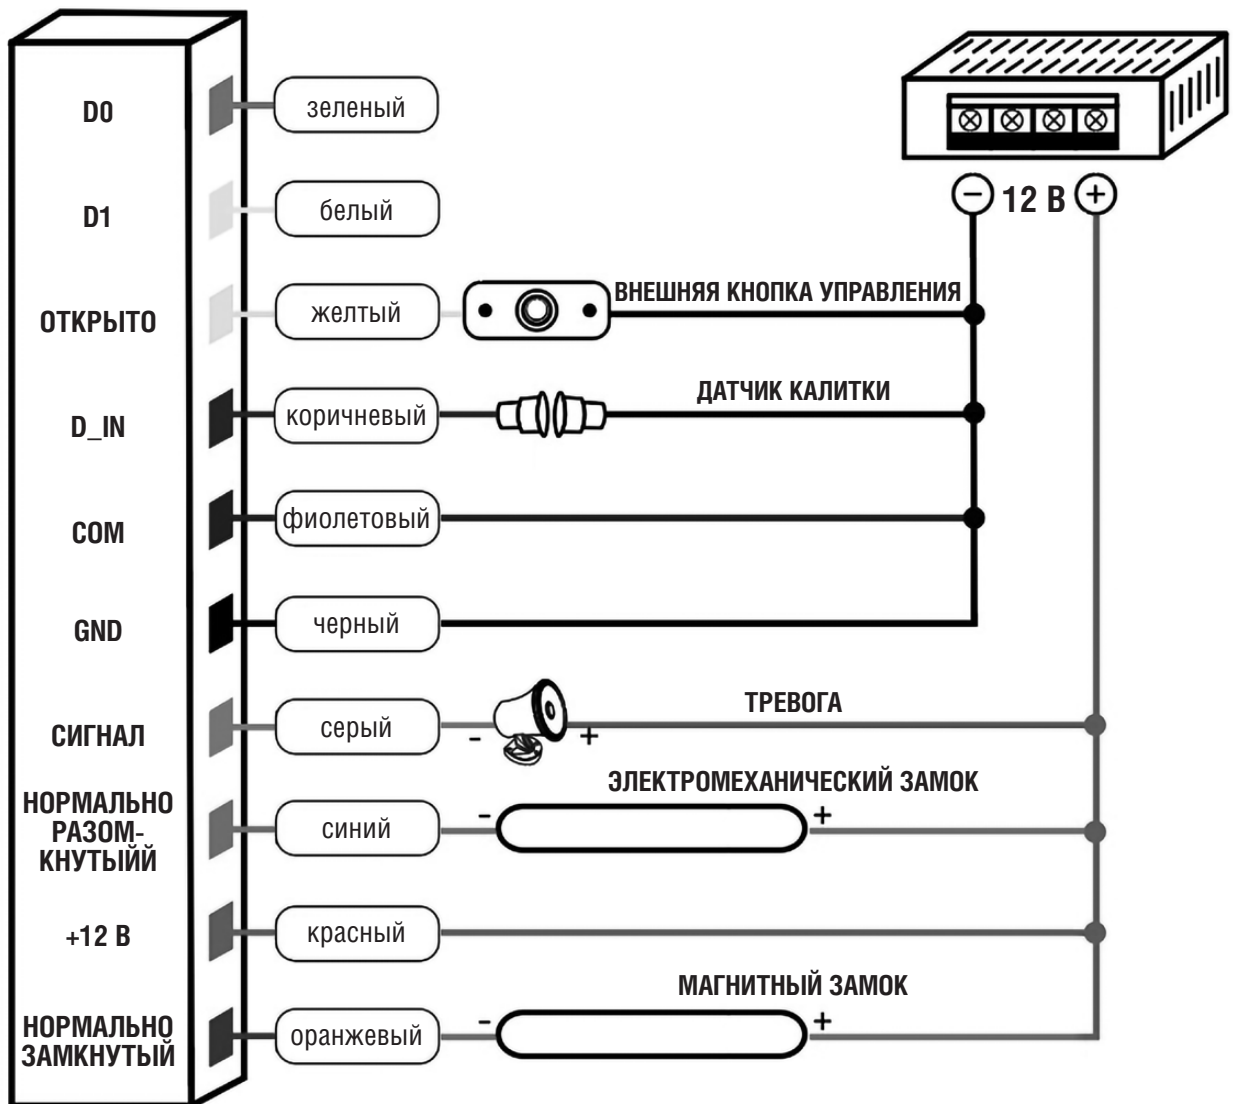 D0
зеленый
D1
белый
ОТКРЫТО
желтый
ВНЕШНЯЯ КНОПКА УПРАВЛЕНИЯ
D_IN
коричневый
ДАТЧИК КАЛИТКИ
COM
фиолетовый
GND
черный
СИГНАЛ
серый
-
+
ТРЕВОГА
НОРМАЛЬНО
РАЗОМ-
КНУТЫЙЙ
синий
-
+
ЭЛЕКТРОМЕХАНИЧЕСКИЙ ЗАМОК
+12 В
красный
НОРМАЛЬНО
ЗАМКНУТЫЙ
оранжевый
-
+
МАГНИТНЫЙ ЗАМОК
- 12 В +